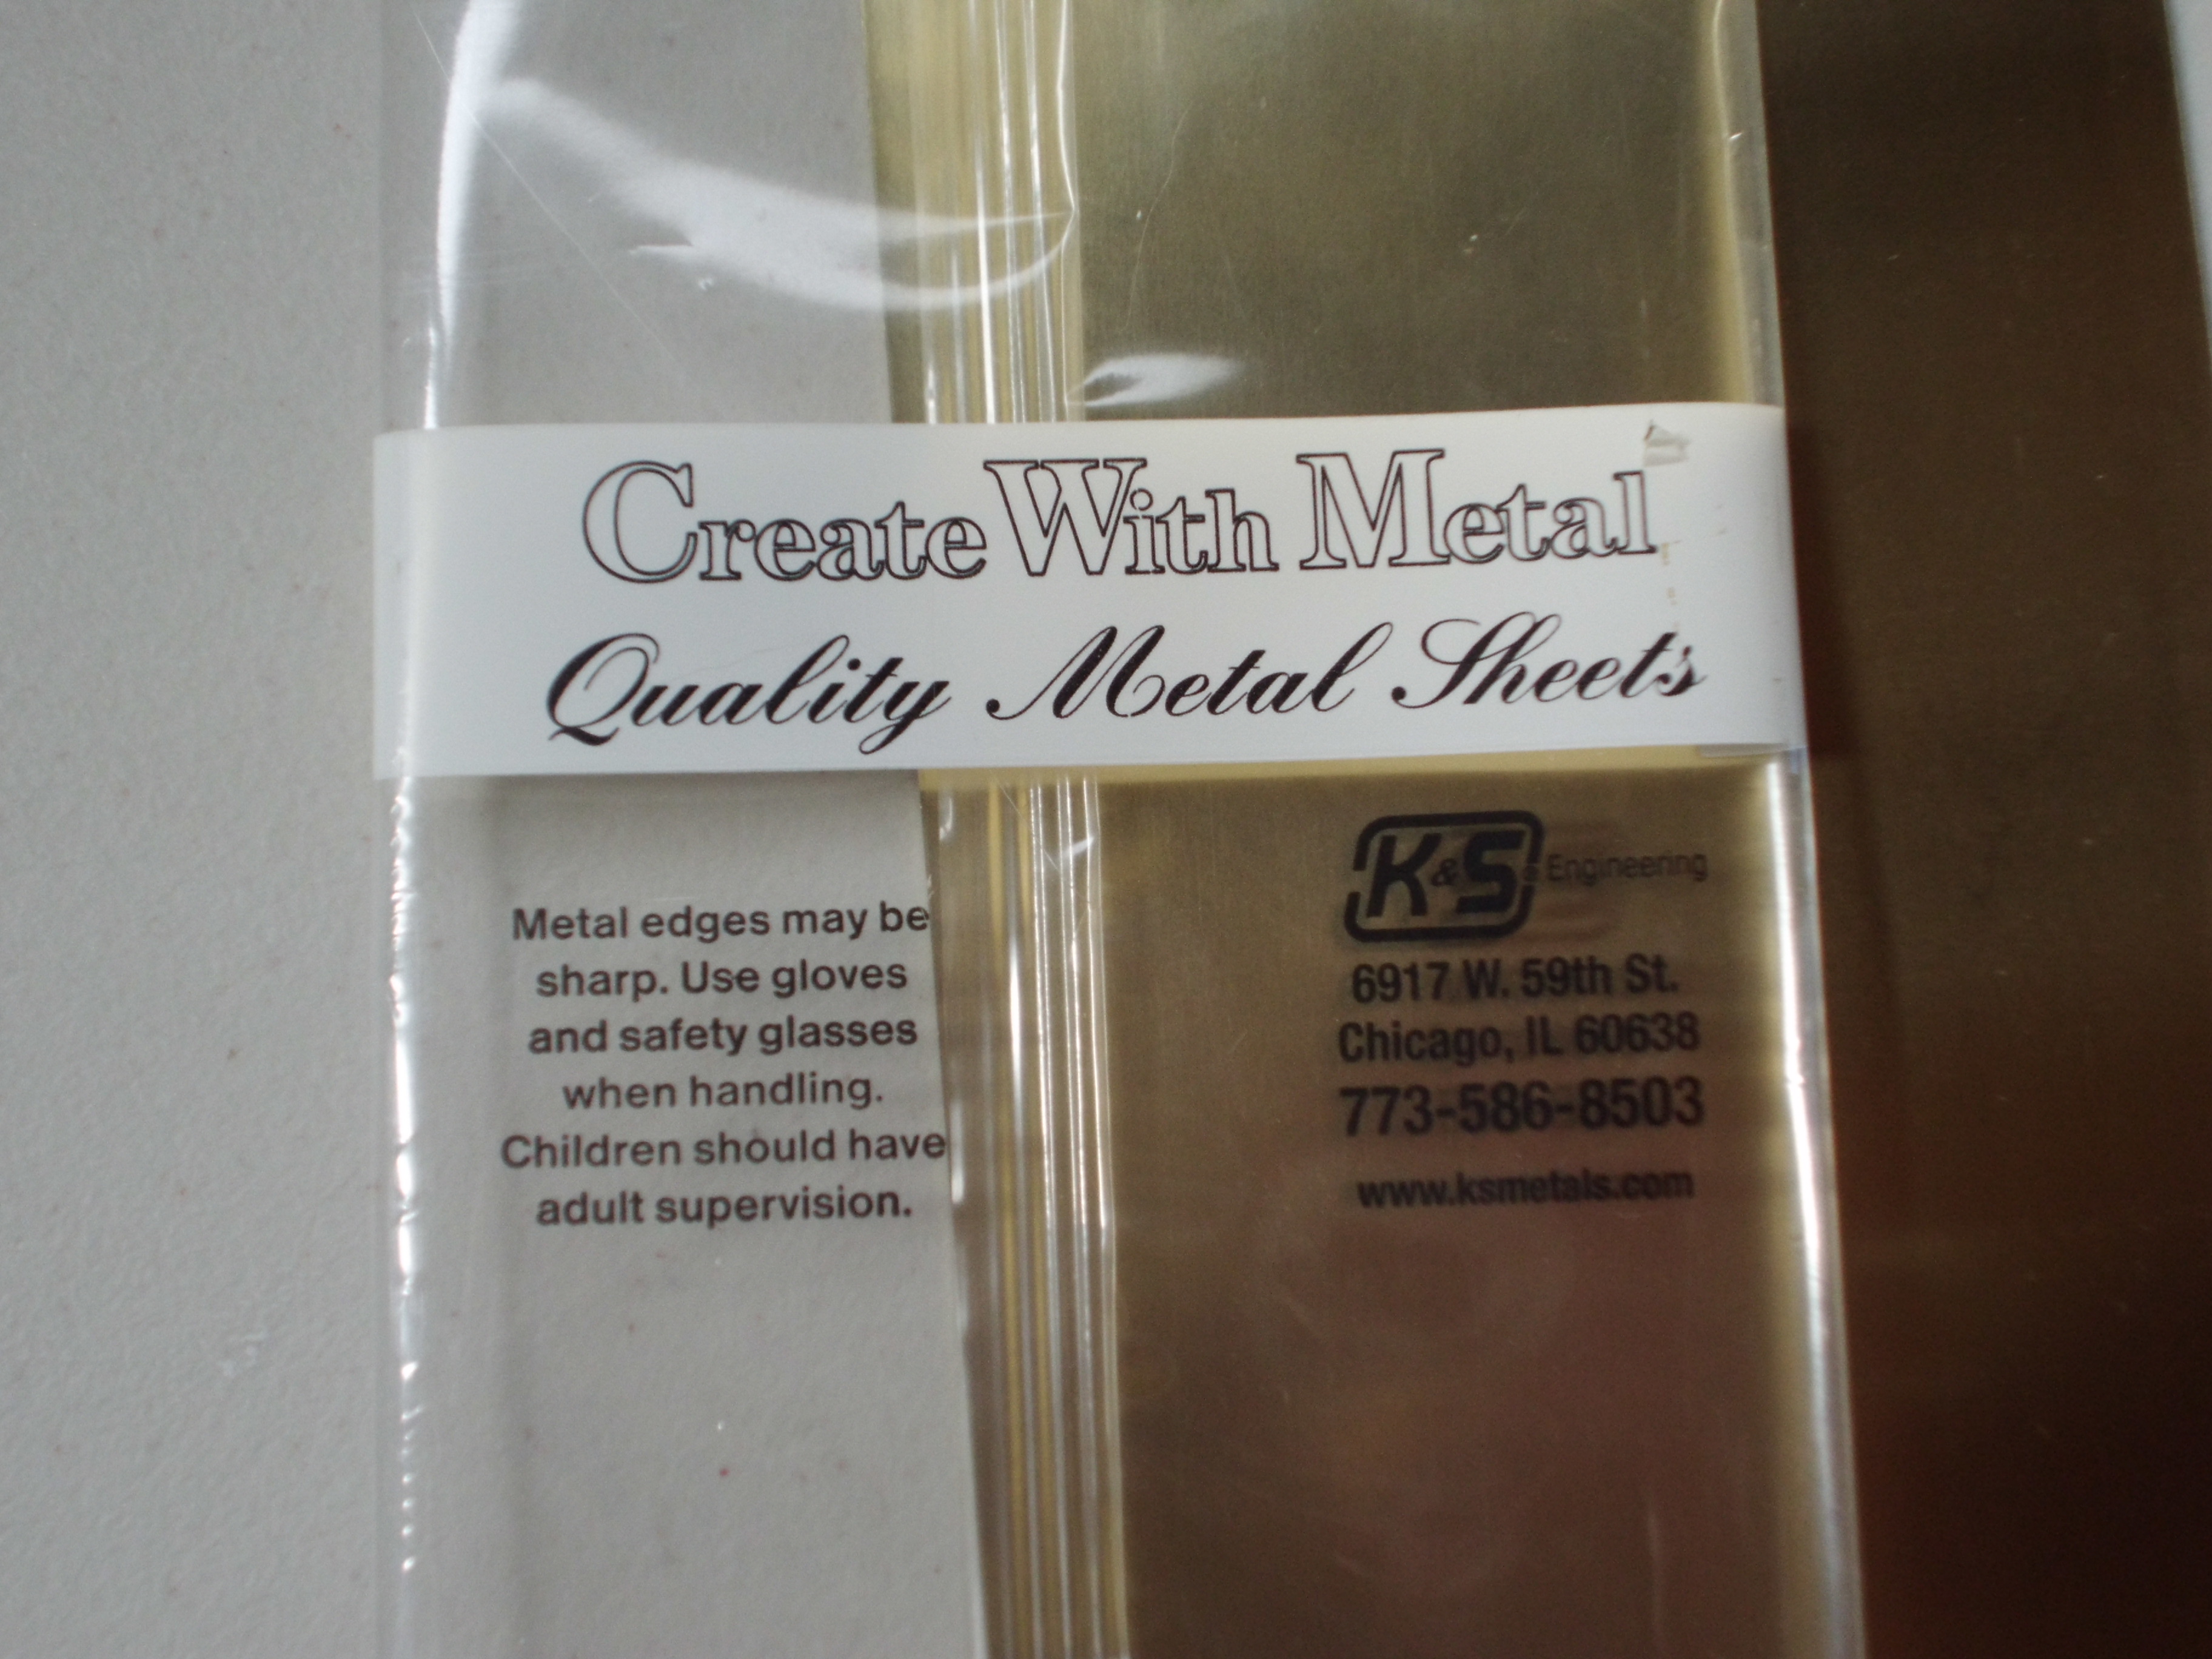 Create With Metal
Quality Metal Sheets
Metal edges may be
sharp. Use gloves
and safety glasses
when handling.
Children should have
adult supervision.
K&S Engineering
6917 W. 59th St.
Chicago, IL 60638
773-586-8503
www.ksmetals.com